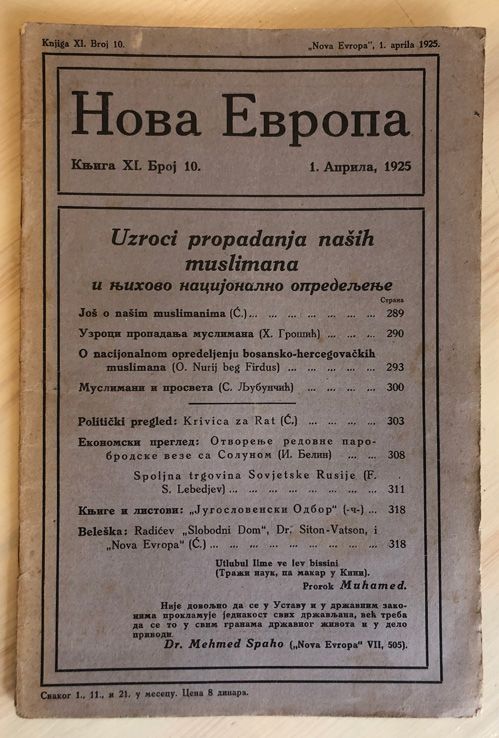 Knjiga XI. Broj 10. „Nova Evropa”, 1. aprila 1925.
Нова Европа
Књига XI. Број 10. 1. Априла, 1925
Uzroci propadanja naših
muslimana
и њихово национално опредељење
Страна
Još o našim muslimanima (Ć.)... ... ... ... ... ... 289
Узроци пропадања муслимана (Х. Грошић) ... ... 290
O nacijonalnom opredeljenju bosansko-hercegovačkih
muslimana (O. Nurij beg Firdus) ... ... ... ... 293
Муслимани и просвета (С. Љубунчић) ... ... ... 300
Politički pregled: Krivica za Rat (Ć.) ... ... ... ... 303
Економски преглед: Отворење редовне паро-
бродске везе са Солуном (И. Белин) ... ... 308
Spoljna trgovina Sovjetske Rusije (F.
S. Lebedjev) ... ... ... ... ... ... ... ... 311
Књиге и листови: „Југословенски Одбор“ (-ч-) ... 318
Beleška: Radićev „Slobodni Dom“, Dr. Siton-Vatson, i
„Nova Evropa“ (Ć.) ... ... ... ... ... ... ... 318
Utlubul Ilme ve lev bissini
(Тражи наук, па макар у Кини).
Prorok Muhamed.
Није довољно да се у Уставу и у државним зако-
нима прокламује једнакост свих држављана, већ треба
да се то у свим гранама државног живота и у дело
приводи.
Dr. Mehmed Spaho („Nova Evropa“ VII, 505).
Сваког 1., 11., и 21. у месецу. Цена 8 динара.